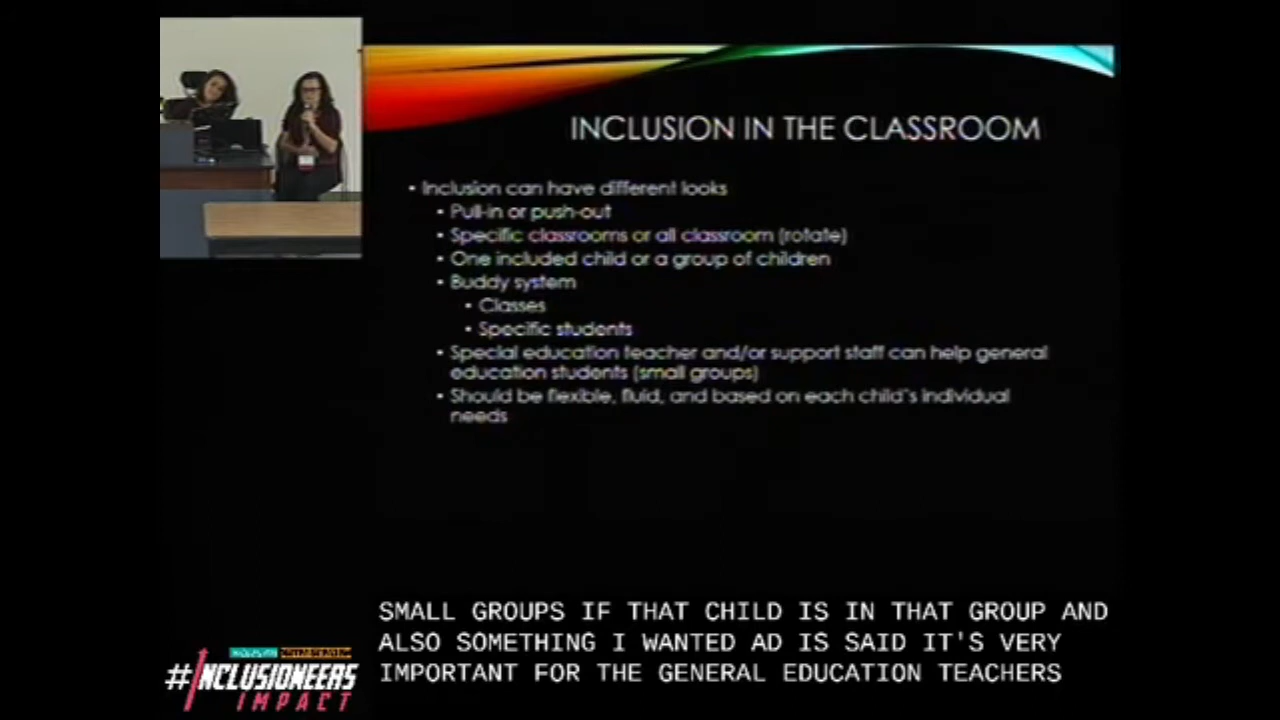 INCLUSION IN THE CLASSROOM
• Inclusion can have different looks
• Pull-in or push-out
• Specific classrooms or all classroom (rotate)
• One included child or a group of children
• Buddy system
• Classes
• Specific students
• Special education teacher and/or support staff can help general
education students (small groups)
• Should be flexible, fluid, and based on each child's individual
needs
SMALL GROUPS IF THAT CHILD IS IN THAT GROUP AND
ALSO SOMETHING I WANTED AD IS SAID IT'S VERY
IMPORTANT FOR THE GENERAL EDUCATION TEACHERS
#INCLUSIONEERS
IMPACT